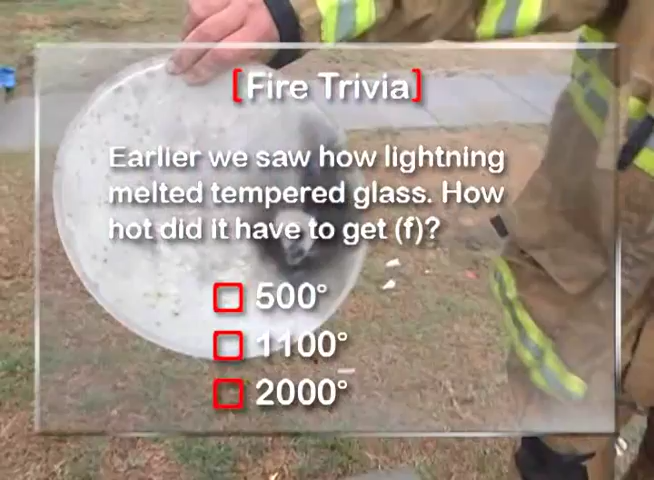 [Fire Trivia]
Earlier we saw how lightning
melted tempered glass. How
hot did it have to get (f)?
500°
1100°
2000°